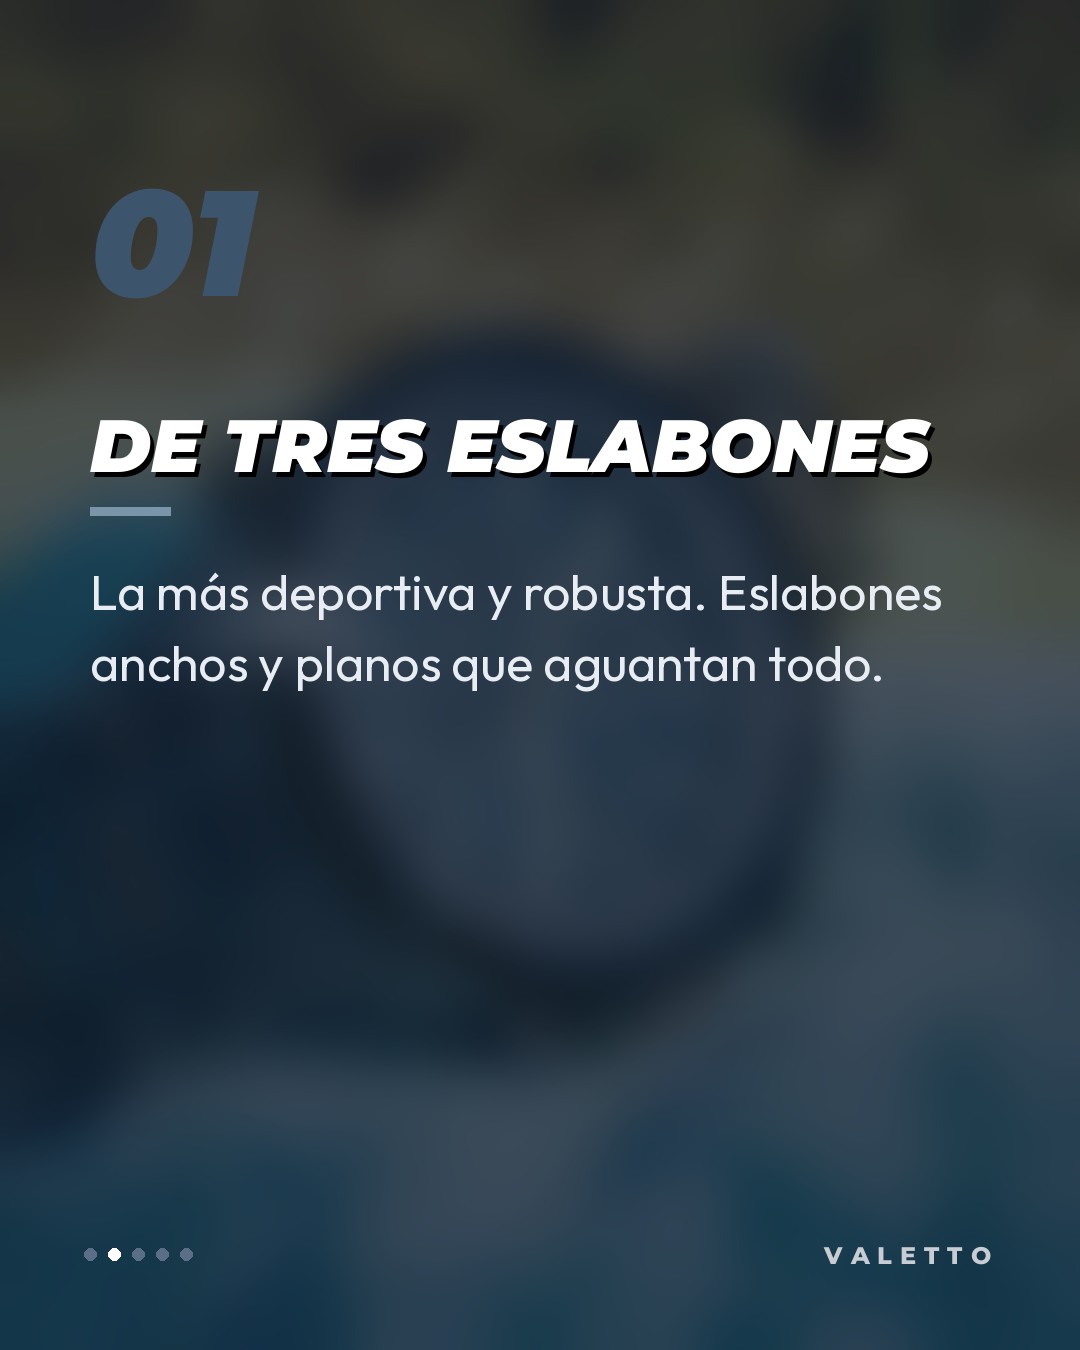 01
DE TRES ESLABONES
La más deportiva y robusta. Eslabones
anchos y planos que aguantan todo.
VALETTO